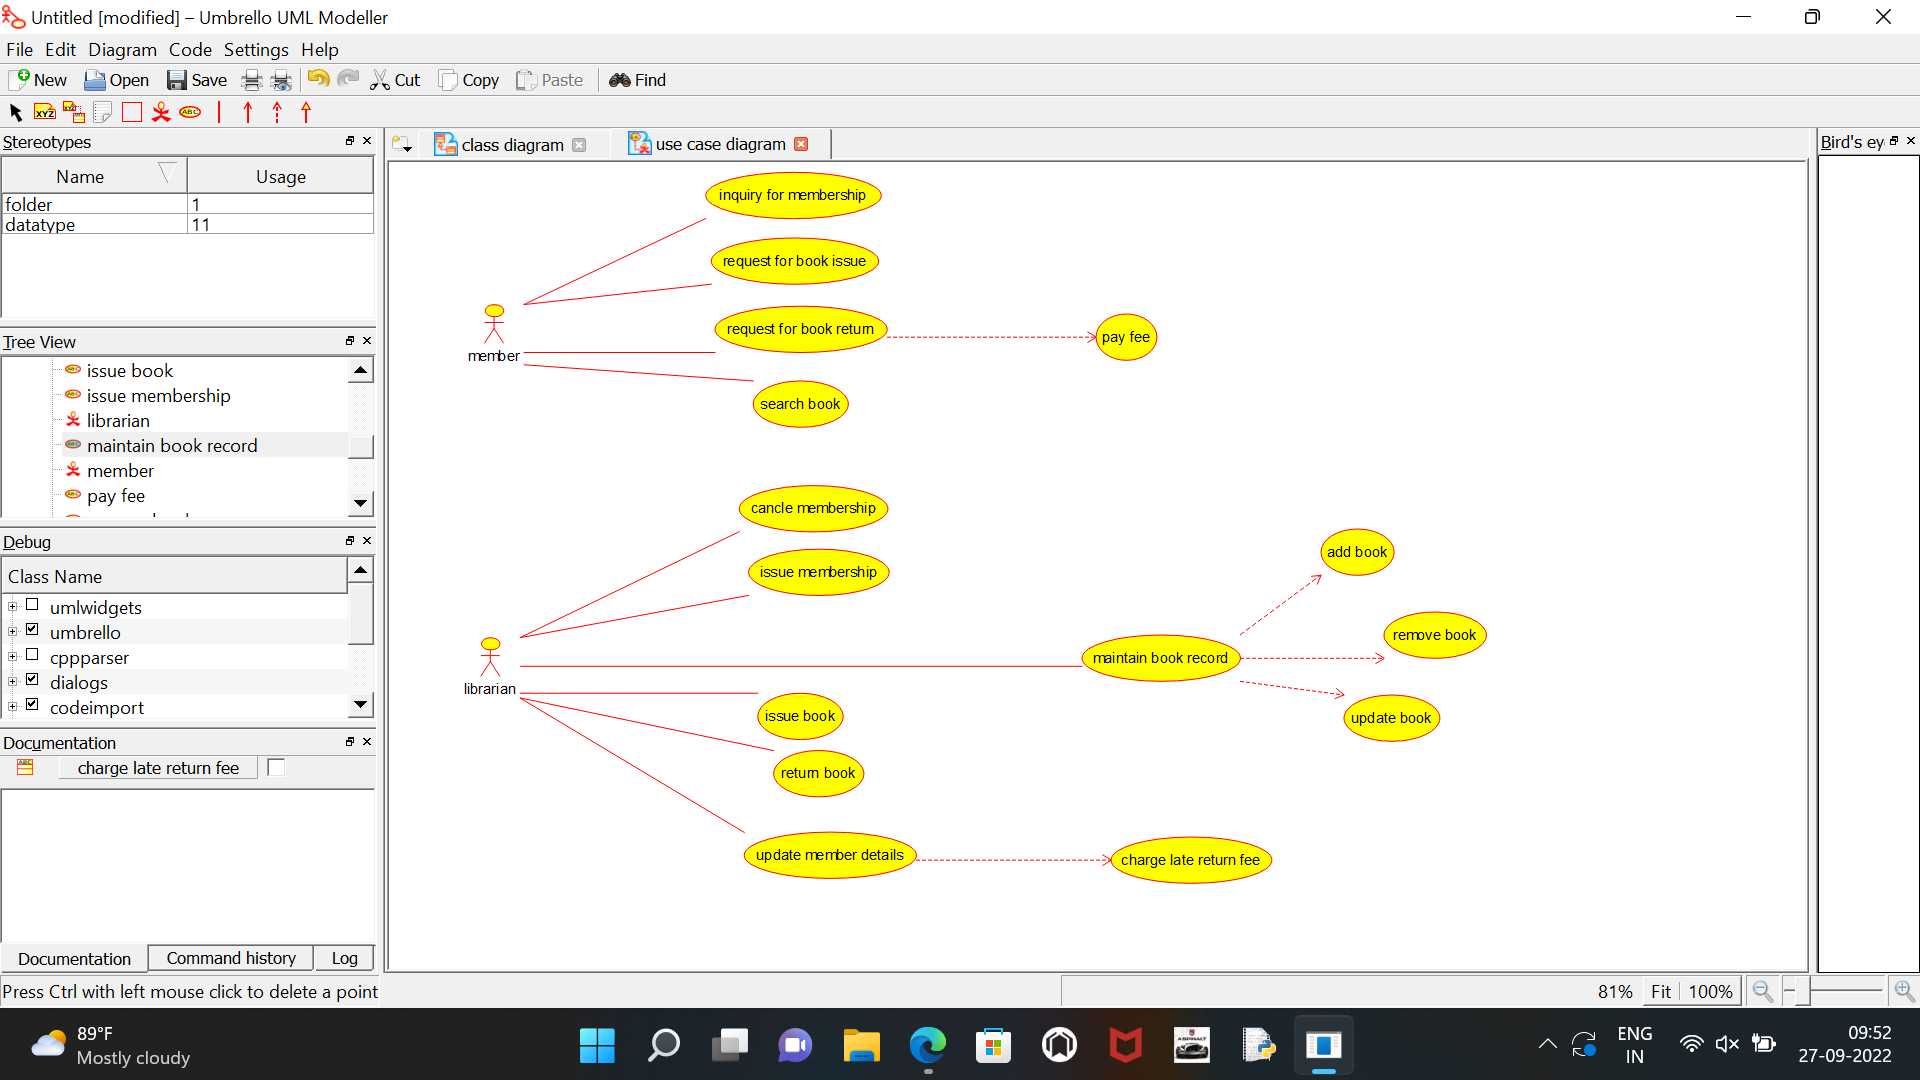 Untitled [modified] – Umbrello UML Modeller
File Edit Diagram Code Settings Help
New Open Save Cut Copy Paste Find
XYZ XYZ ABC
Stereotypes
Name Usage
folder 1
datatype 11
Tree View
issue book
issue membership
librarian
maintain book record
member
pay fee
Debug
Class Name
umlwidgets
umbrello
cppparser
dialogs
codeimport
Documentation
charge late return fee
Documentation Command history Log
Press Ctrl with left mouse click to delete a point
class diagram use case diagram
inquiry for membership
request for book issue
request for book return
pay fee
member
search book
cancle membership
issue membership
add book
remove book
maintain book record
update book
librarian
issue book
return book
update member details
charge late return fee
Bird's ey
81% Fit 100%
89°F
Mostly cloudy
ASPHALT
ENG
IN
09:52
27-09-2022